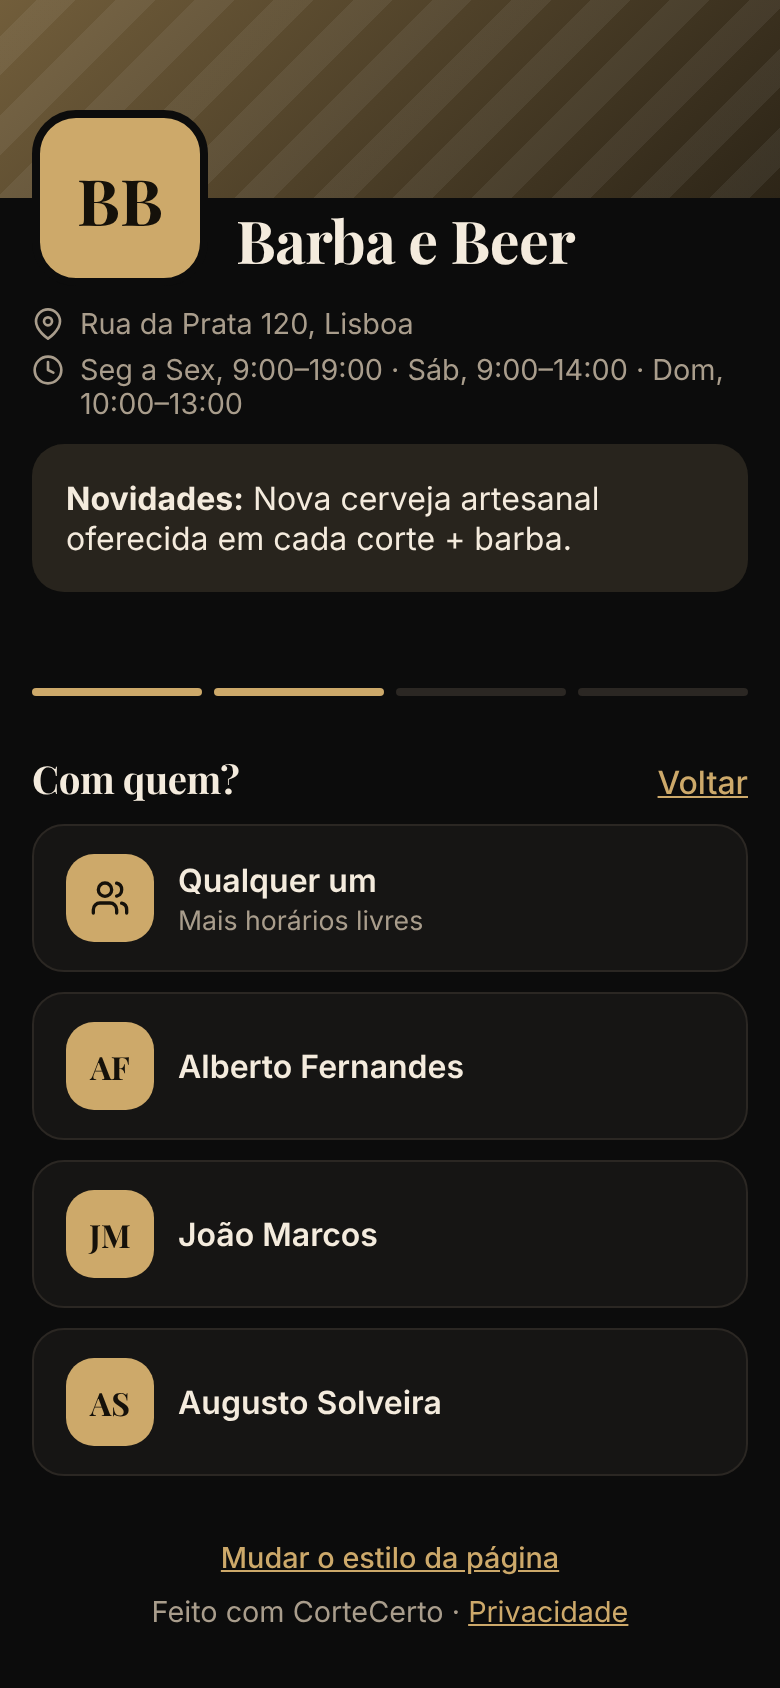 BB
Barba e Beer
Rua da Prata 120, Lisboa
Seg a Sex, 9:00–19:00 · Sáb, 9:00–14:00 · Dom,
10:00–13:00
Novidades: Nova cerveja artesanal
oferecida em cada corte + barba.
Com quem?
Voltar
Qualquer um
Mais horários livres
AF
Alberto Fernandes
JM
João Marcos
AS
Augusto Solveira
Mudar o estilo da página
Feito com CorteCerto · Privacidade